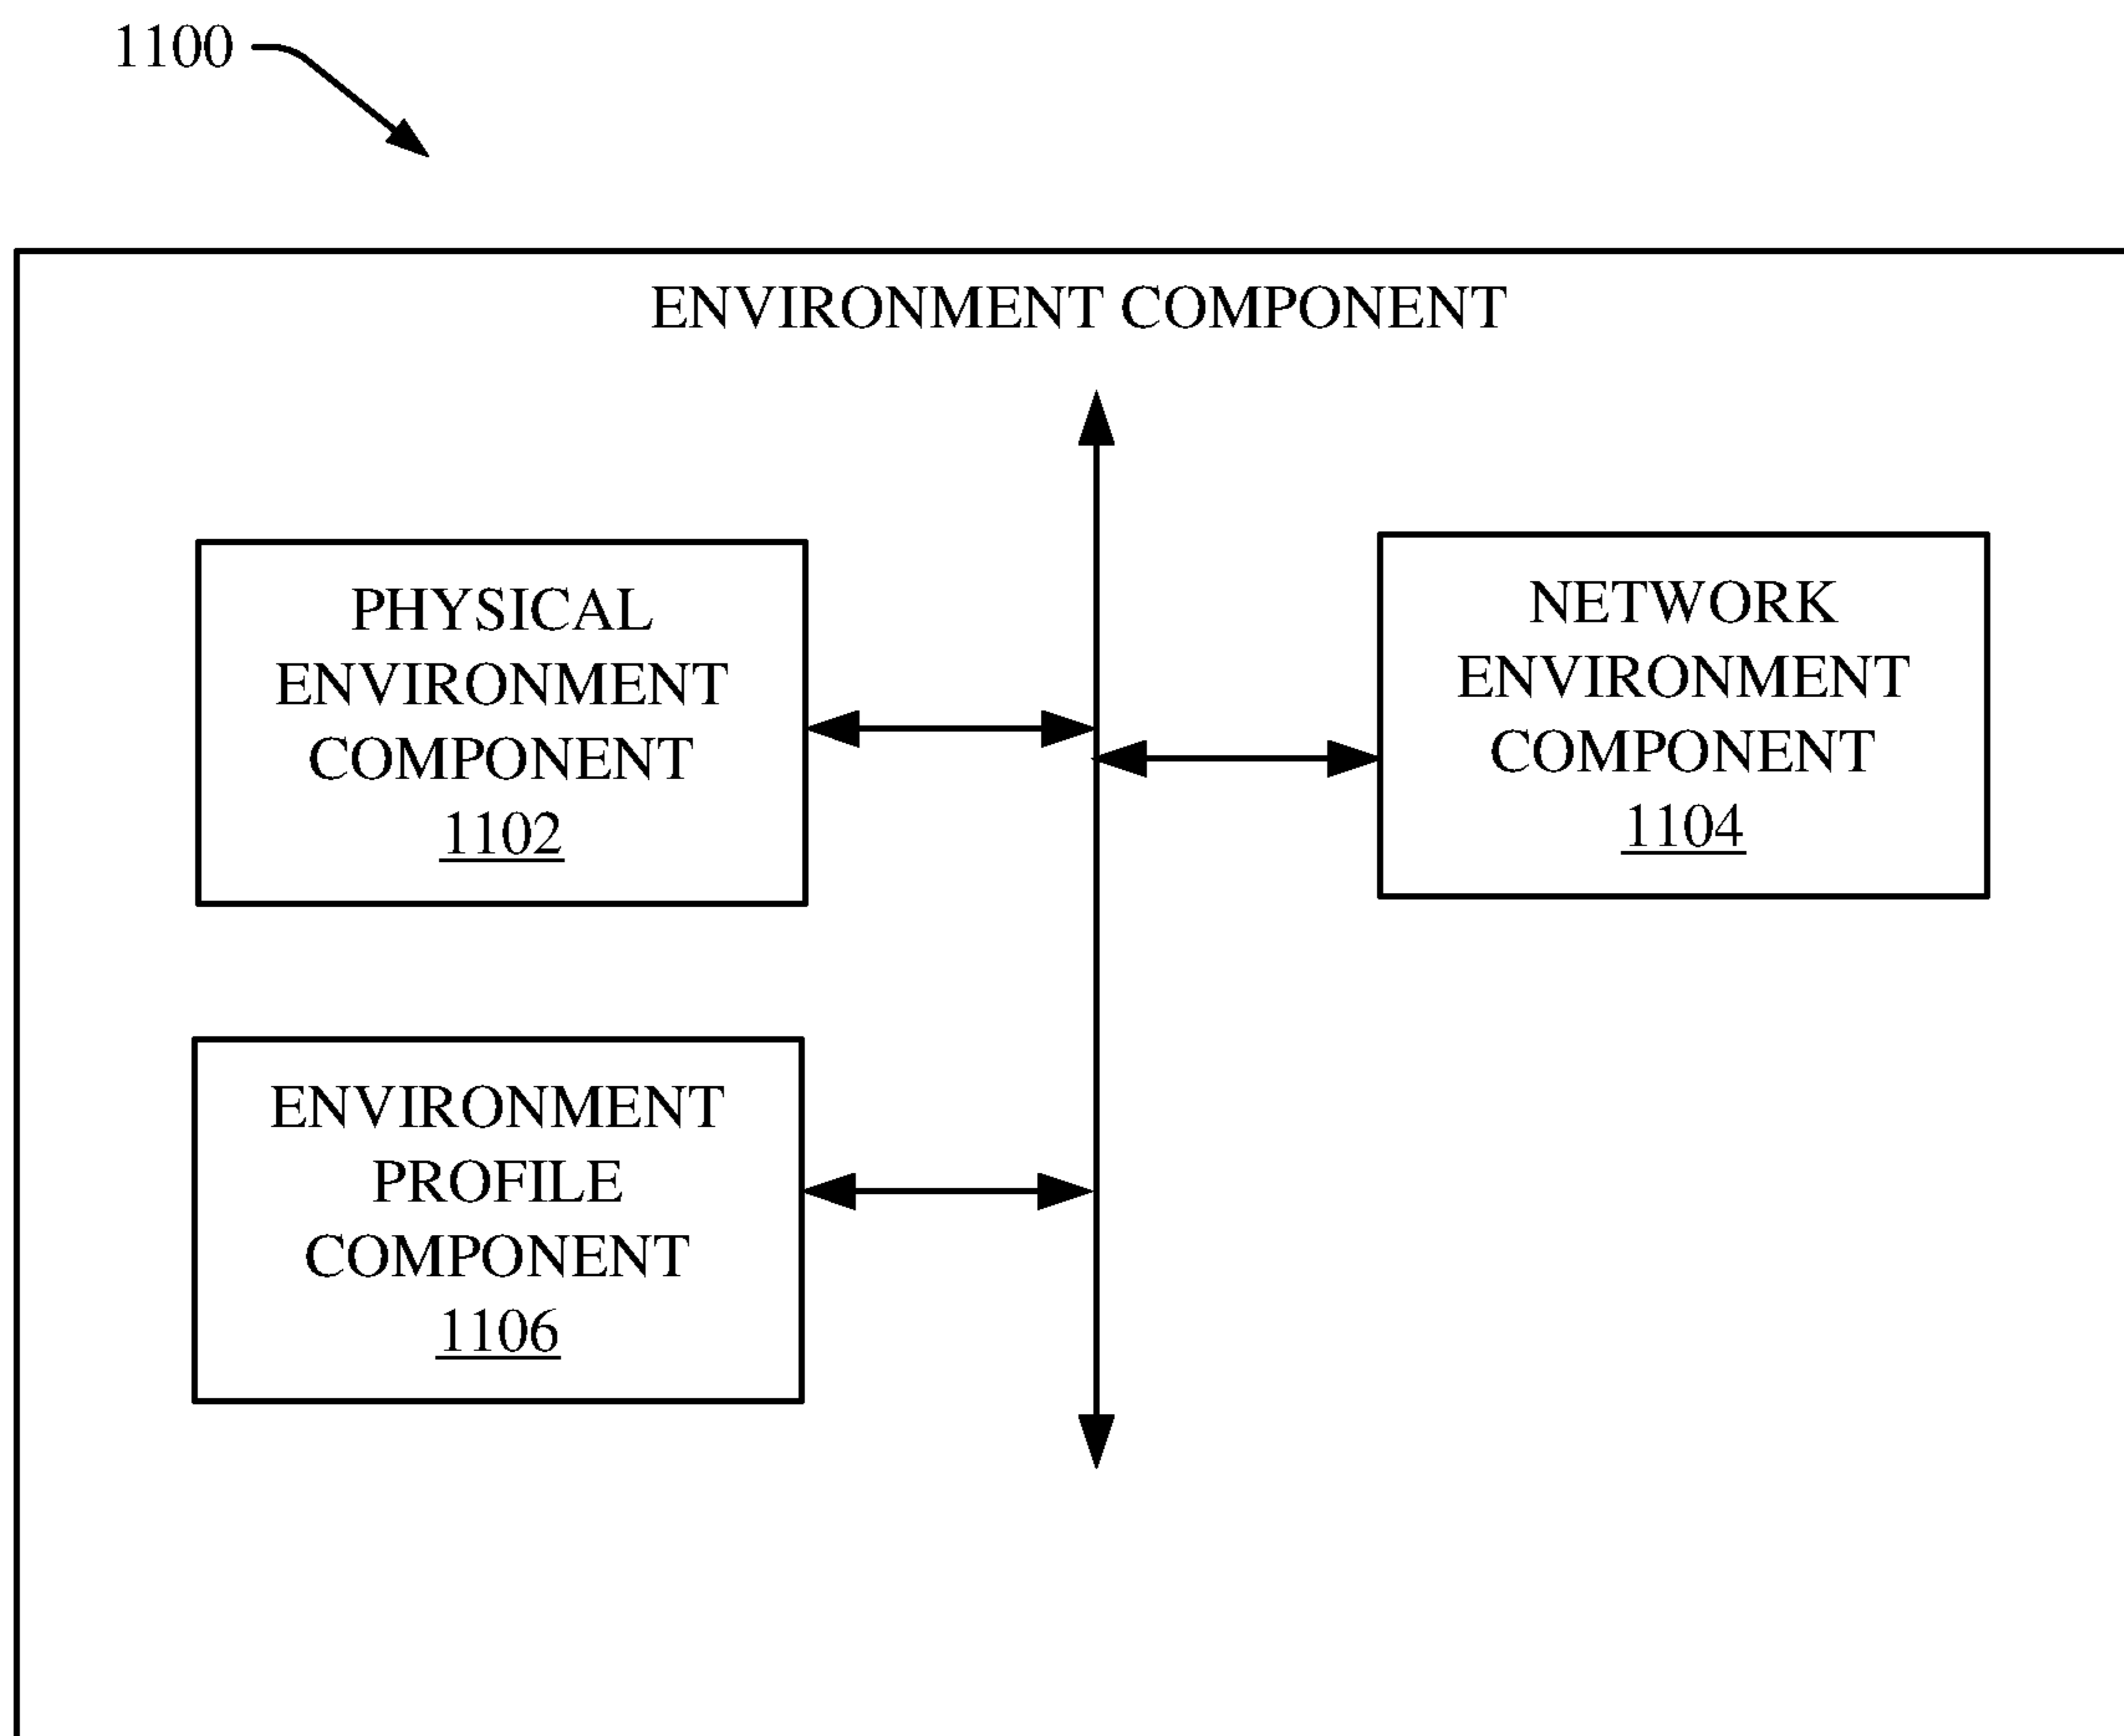 1100
ENVIRONMENT COMPONENT
PHYSICAL
ENVIRONMENT
COMPONENT
1102
NETWORK
ENVIRONMENT
COMPONENT
1104
ENVIRONMENT
PROFILE
COMPONENT
1106